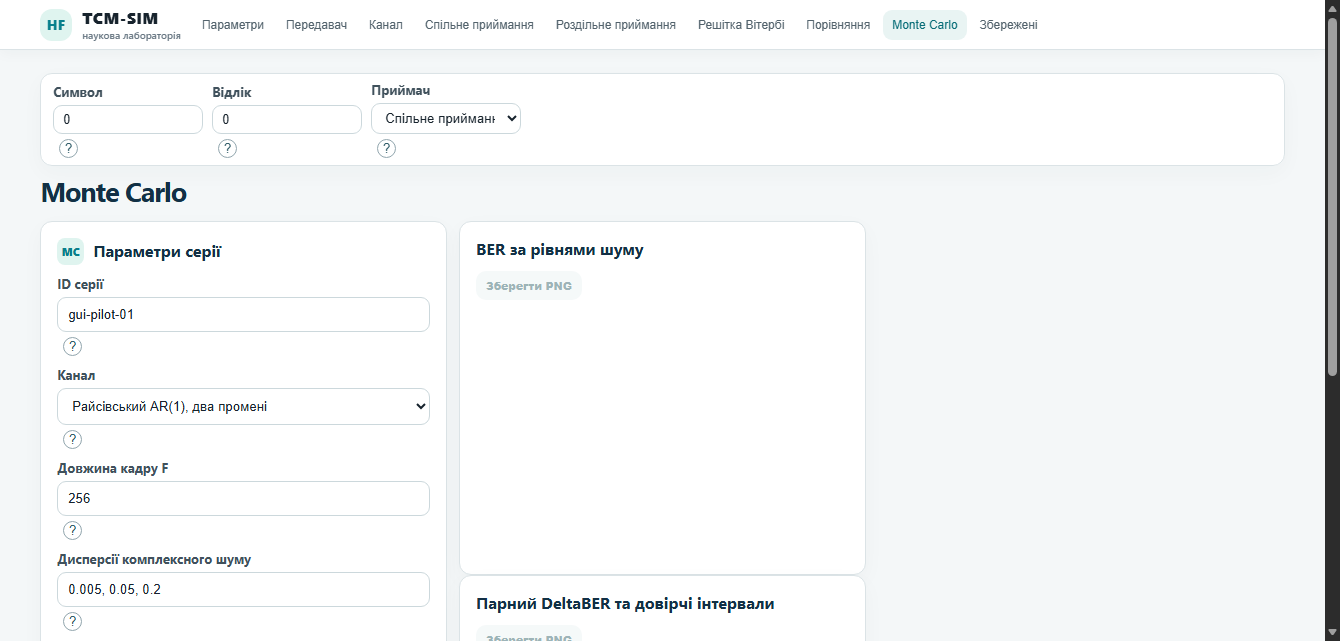 HF
TCM-SIM
наукова лабораторія
Параметри
Передавач
Канал
Спільне приймання
Роздільне приймання
Решітка Вітербі
Порівняння
Monte Carlo
Збережені
Символ
Відлік
Приймач
0
0
Спільне приймання
?
?
?
Monte Carlo
MC
Параметри серії
ID серії
gui-pilot-01
?
Канал
Райсівський AR(1), два промені
?
Довжина кадру F
256
?
Дисперсії комплексного шуму
0.005, 0.05, 0.2
?
BER за рівнями шуму
Зберегти PNG
Парний DeltaBER та довірчі інтервали
Зберегти PNG